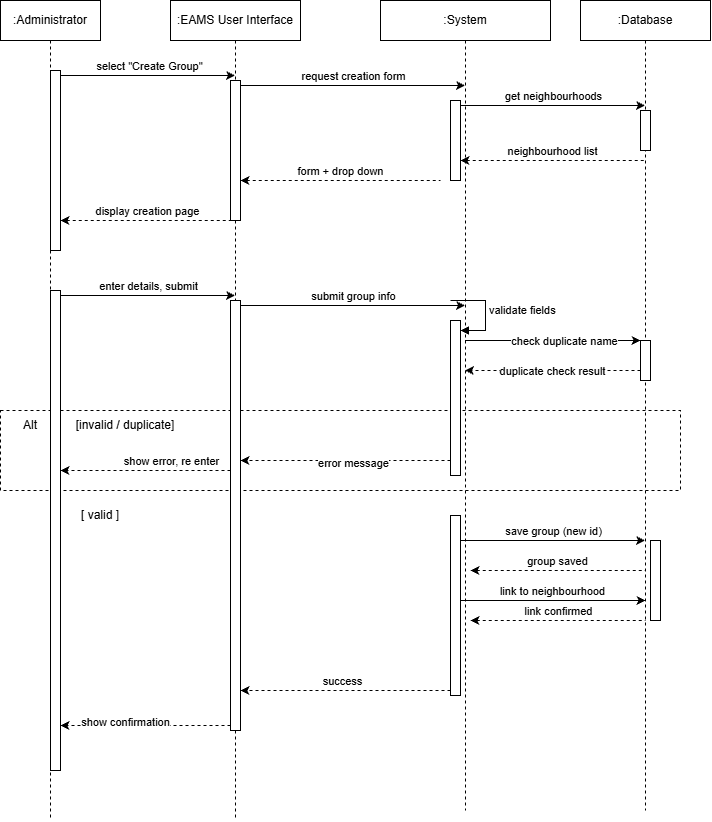 :Administrator
:EAMS User Interface
:System
:Database
select "Create Group"
request creation form
get neighbourhoods
neighbourhood list
form + drop down
display creation page
enter details, submit
submit group info
validate fields
check duplicate name
duplicate check result
Alt
[invalid / duplicate]
error message
show error, re enter
[ valid ]
save group (new id)
group saved
link to neighbourhood
link confirmed
success
show confirmation